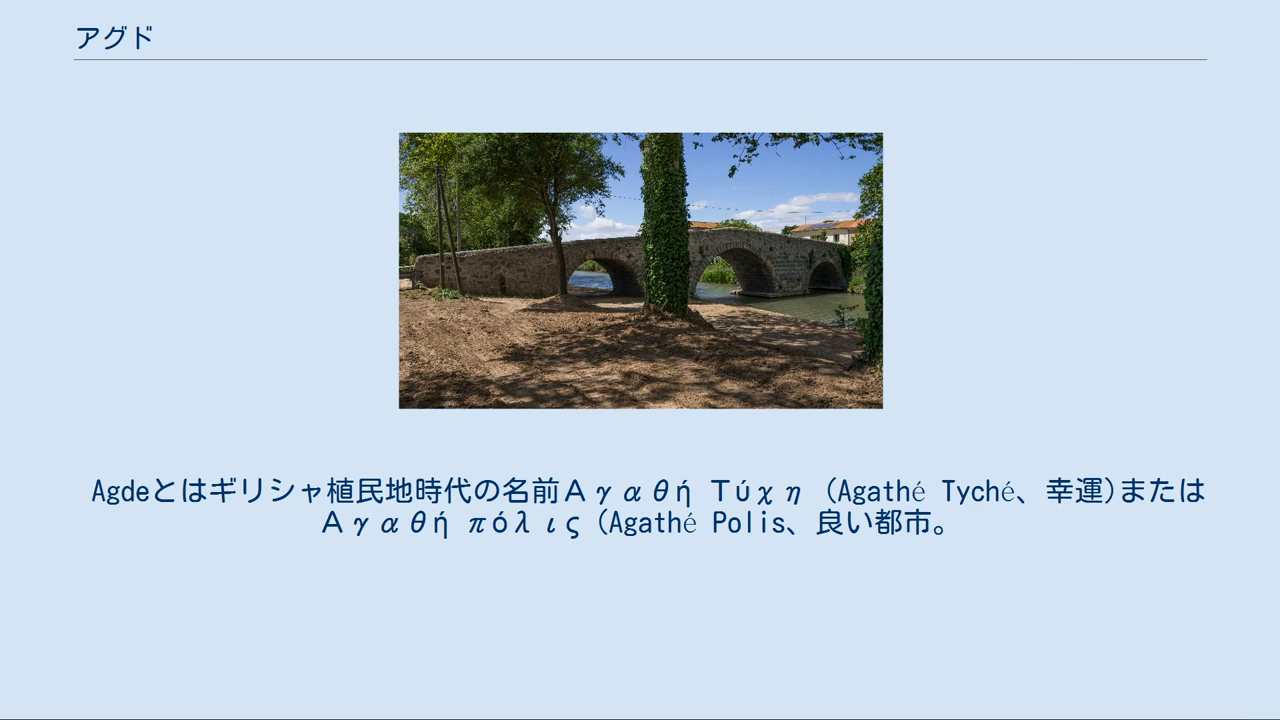 アグド
Agdeとはギリシャ植民地時代の名前Αγαθή Τύχη (Agathé Tyché、幸運)または
Αγαθή πόλις (Agathé Polis、良い都市。